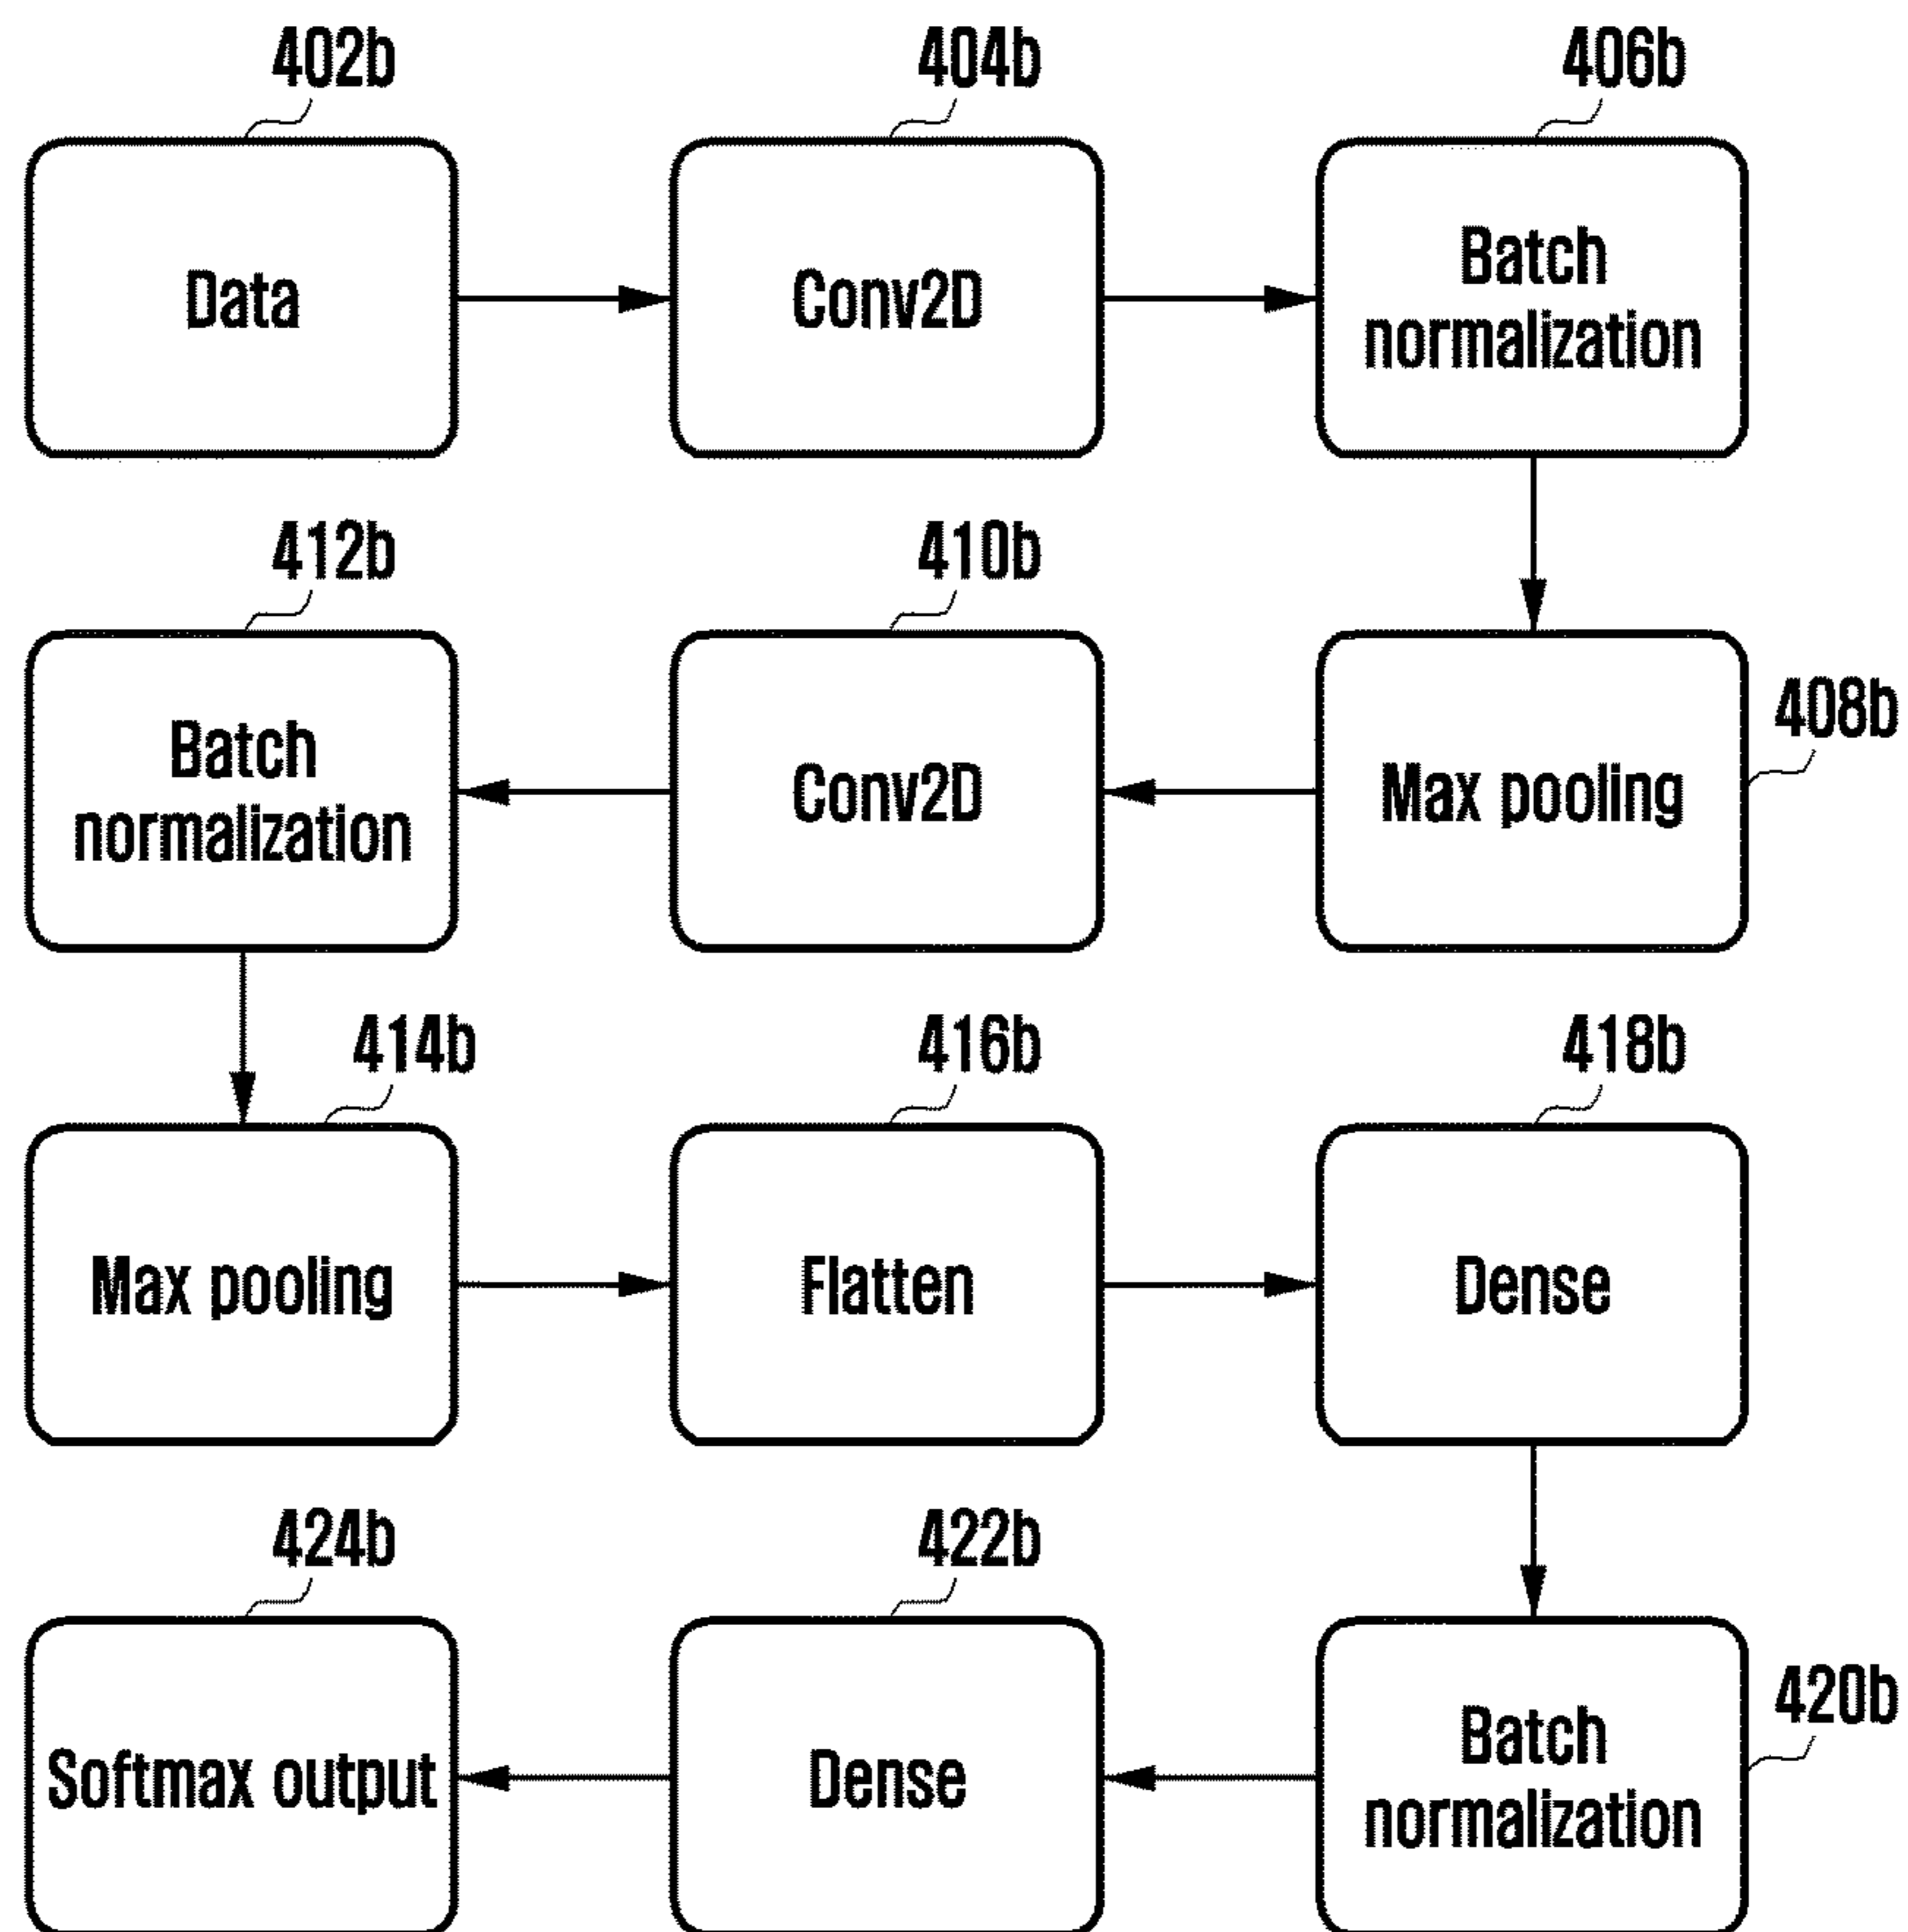 402b
404b
406b
Data
Conv2D
Batch
normalization
412b
410b
408b
Batch
normalization
Conv2D
Max pooling
414b
416b
418b
Max pooling
Flatten
Dense
424b
422b
420b
Softmax output
Dense
Batch
normalization